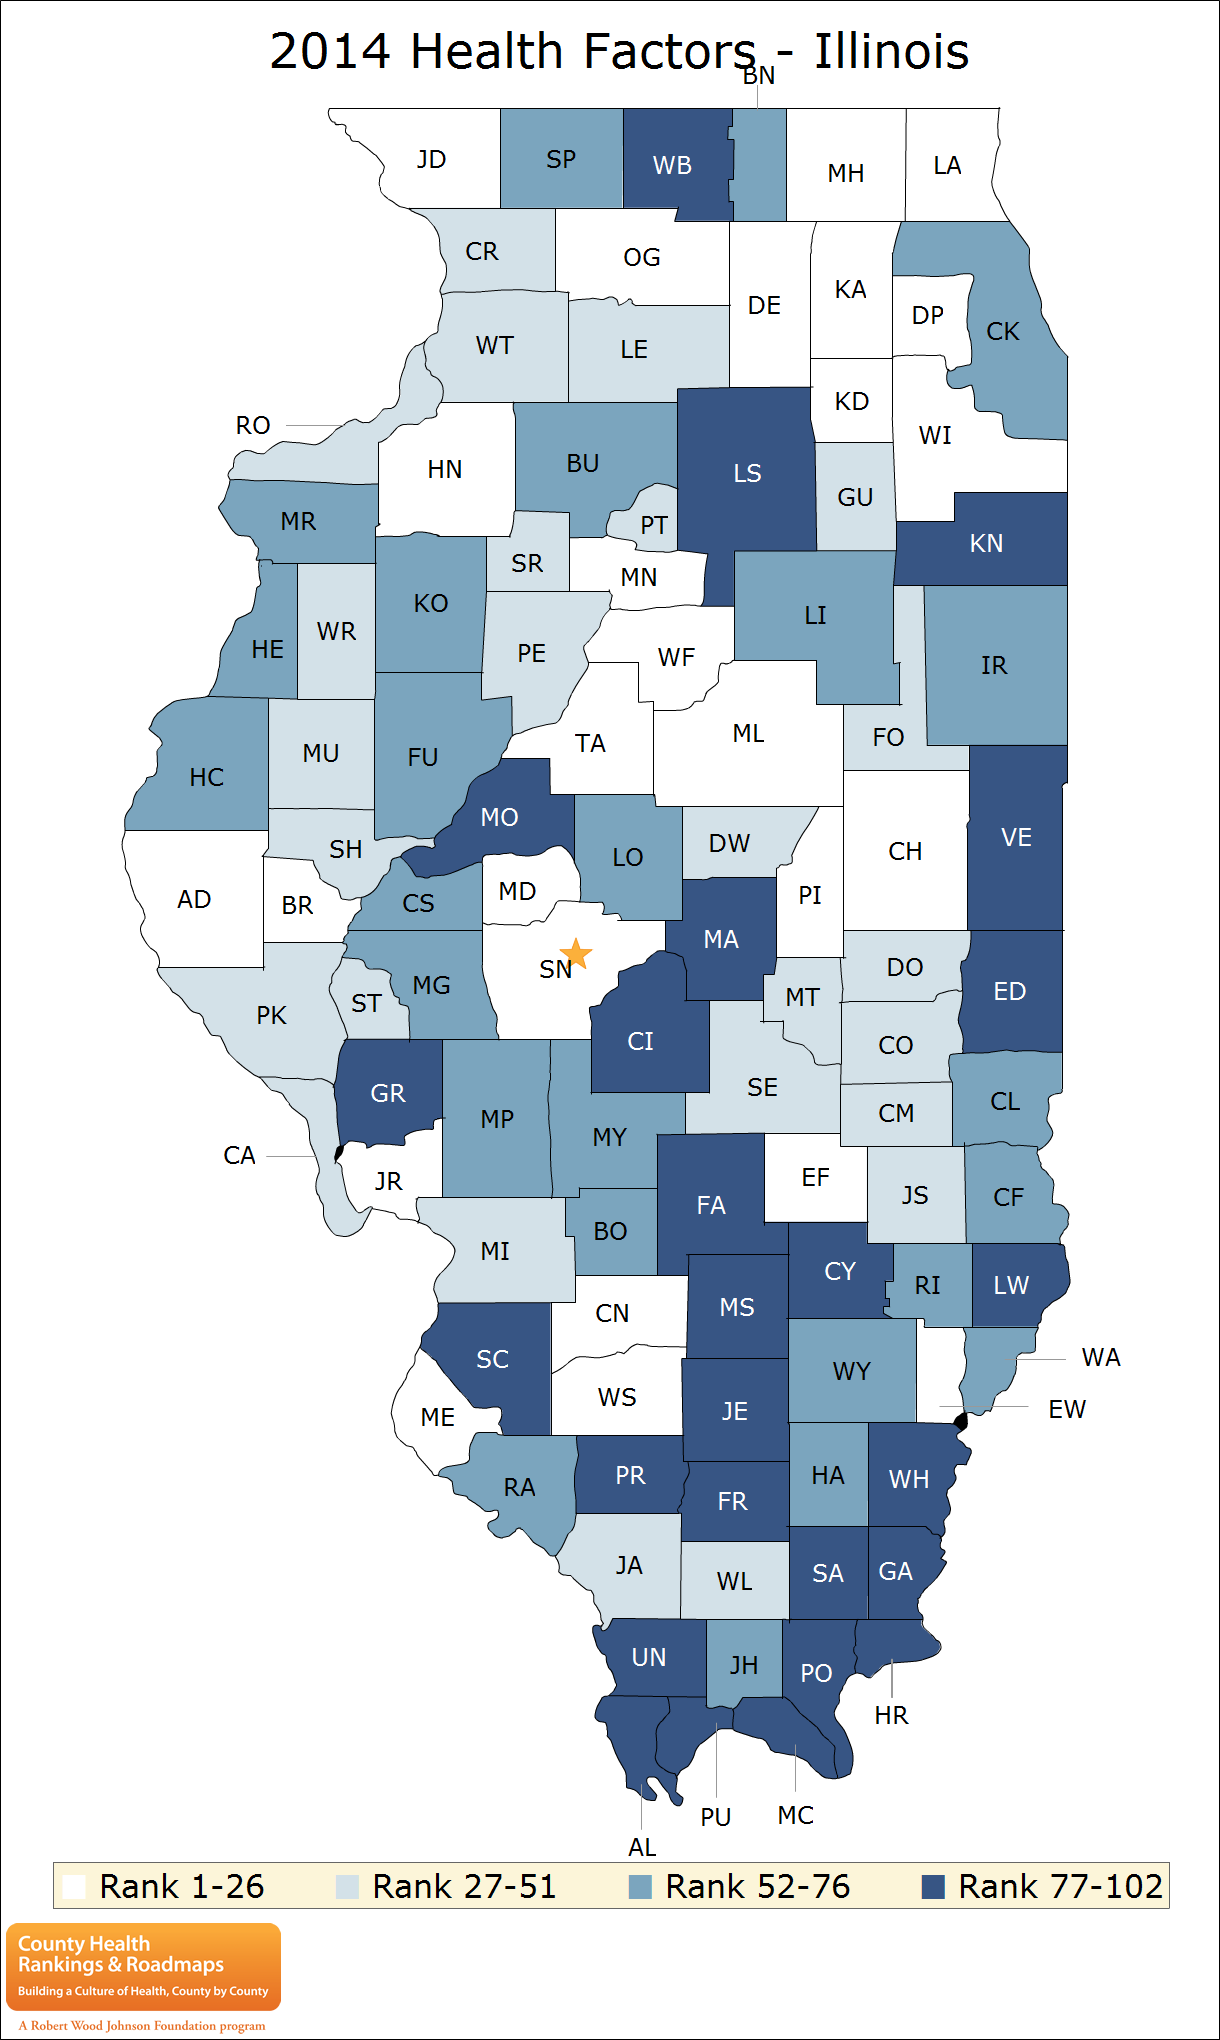 2014 Health Factors - Illinois
BN
JD
SP
WB
MH
LA
CR
OG
DE
KA
DP
CK
WT
LE
KD
RO
HN
BU
LS
WI
GU
MR
PT
KN
SR
MN
KO
WR
LI
HE
PE
WF
IR
MU
FU
TA
ML
FO
HC
MO
VE
SH
LO
DW
CH
AD
BR
CS
MD
PI
MA
SN
DO
MG
ST
MT
ED
PK
CI
CO
GR
SE
CL
MP
MY
CM
CA
JR
EF
JS
CF
FA
BO
MI
CY
RI
LW
CN
MS
SC
WY
WA
WS
ME
JE
EW
RA
PR
FR
HA
WH
JA
WL
SA
GA
UN
JH
PO
HR
PU
MC
AL
Rank 1-26 Rank 27-51 Rank 52-76 Rank 77-102
County Health
Rankings & Roadmaps
Building a Culture of Health, County by County
A Robert Wood Johnson Foundation program